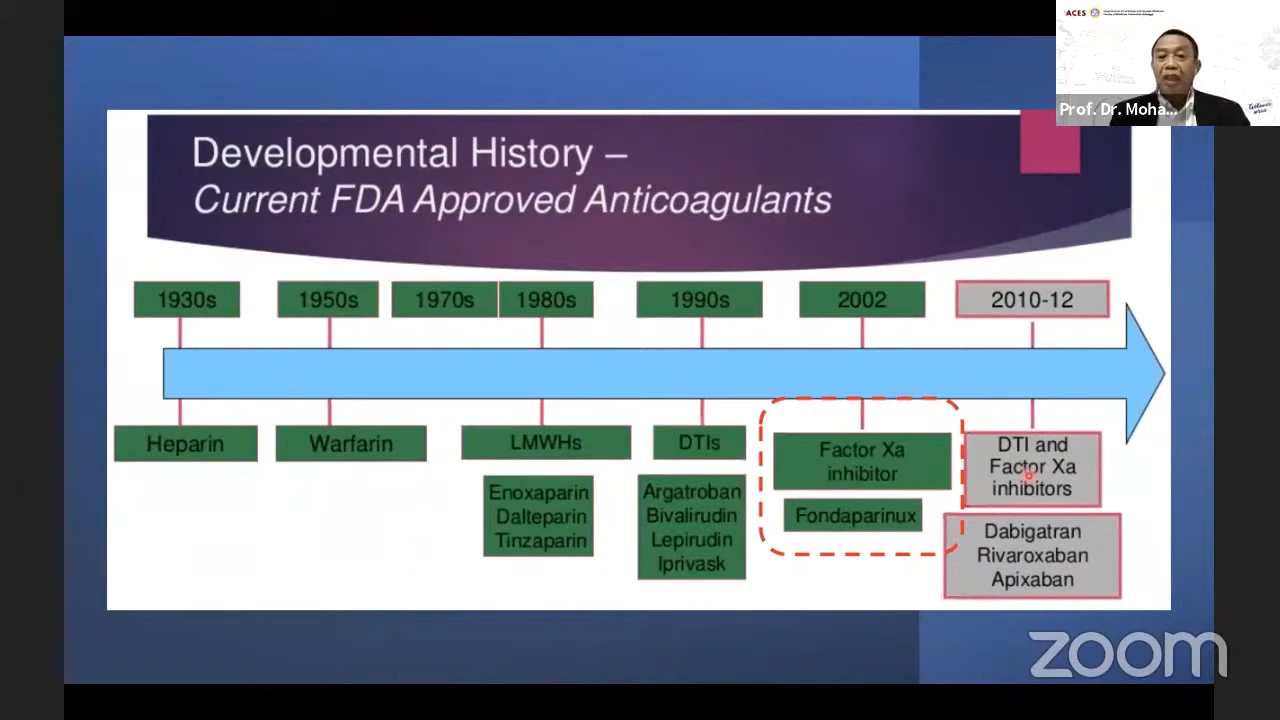 ACES
Prof. Dr. Moha...
Developmental History –
Current FDA Approved Anticoagulants
1930s
1950s
1970s
1980s
1990s
2002
2010-12
Heparin
Warfarin
LMWHs
DTIs
Factor Xa
inhibitor
DTI and
Factor Xa
inhibitors
Enoxaparin
Dalteparin
Tinzaparin
Argatroban
Bivalirudin
Lepirudin
Iprivask
Fondaparinux
Dabigatran
Rivaroxaban
Apixaban
zoom